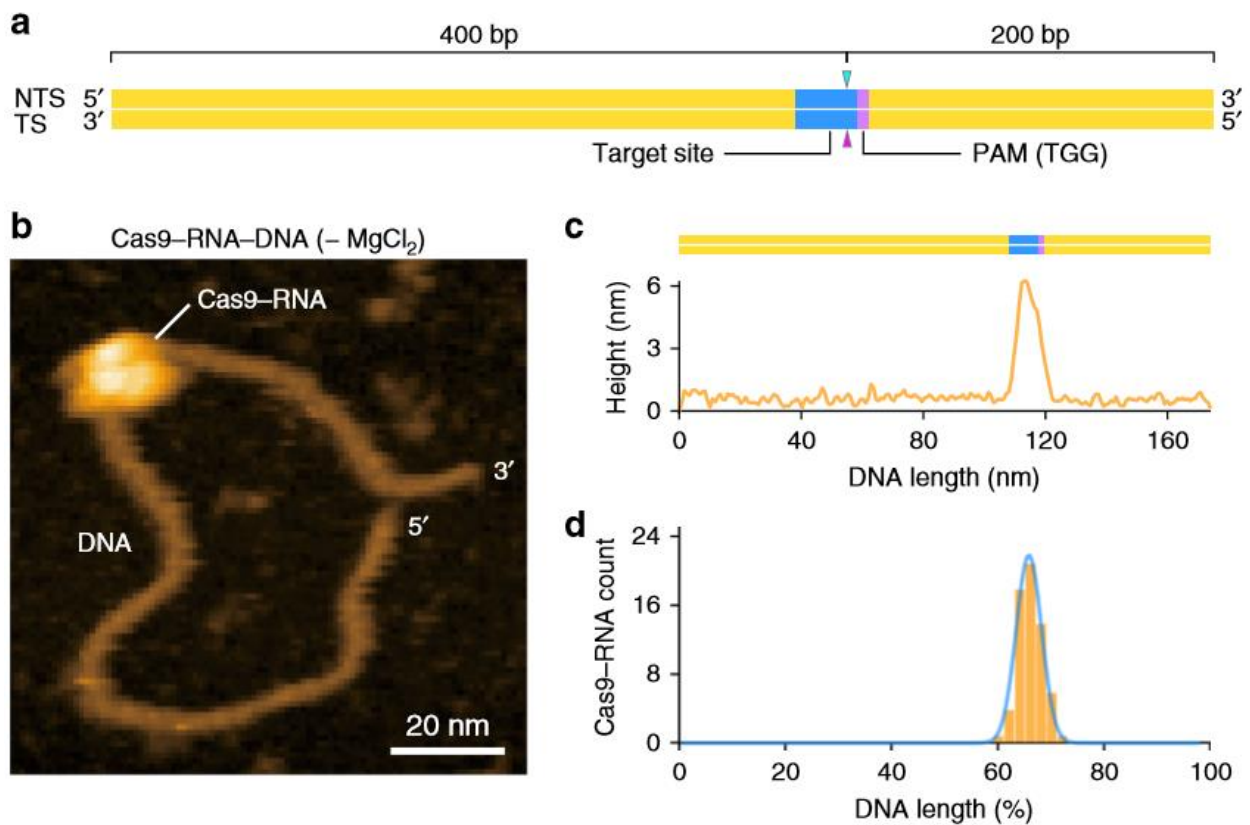 a
400 bp 200 bp
NTS 5′ 3′
TS 3′ 5′
Target site PAM (TGG)
b
Cas9–RNA–DNA (– MgCl2)
Cas9–RNA
3′
5′
DNA
20 nm
c
Height (nm)
6
3
0
0 40 80 120 160
DNA length (nm)
d
Cas9–RNA count
24
16
8
0
0 20 40 60 80 100
DNA length (%)